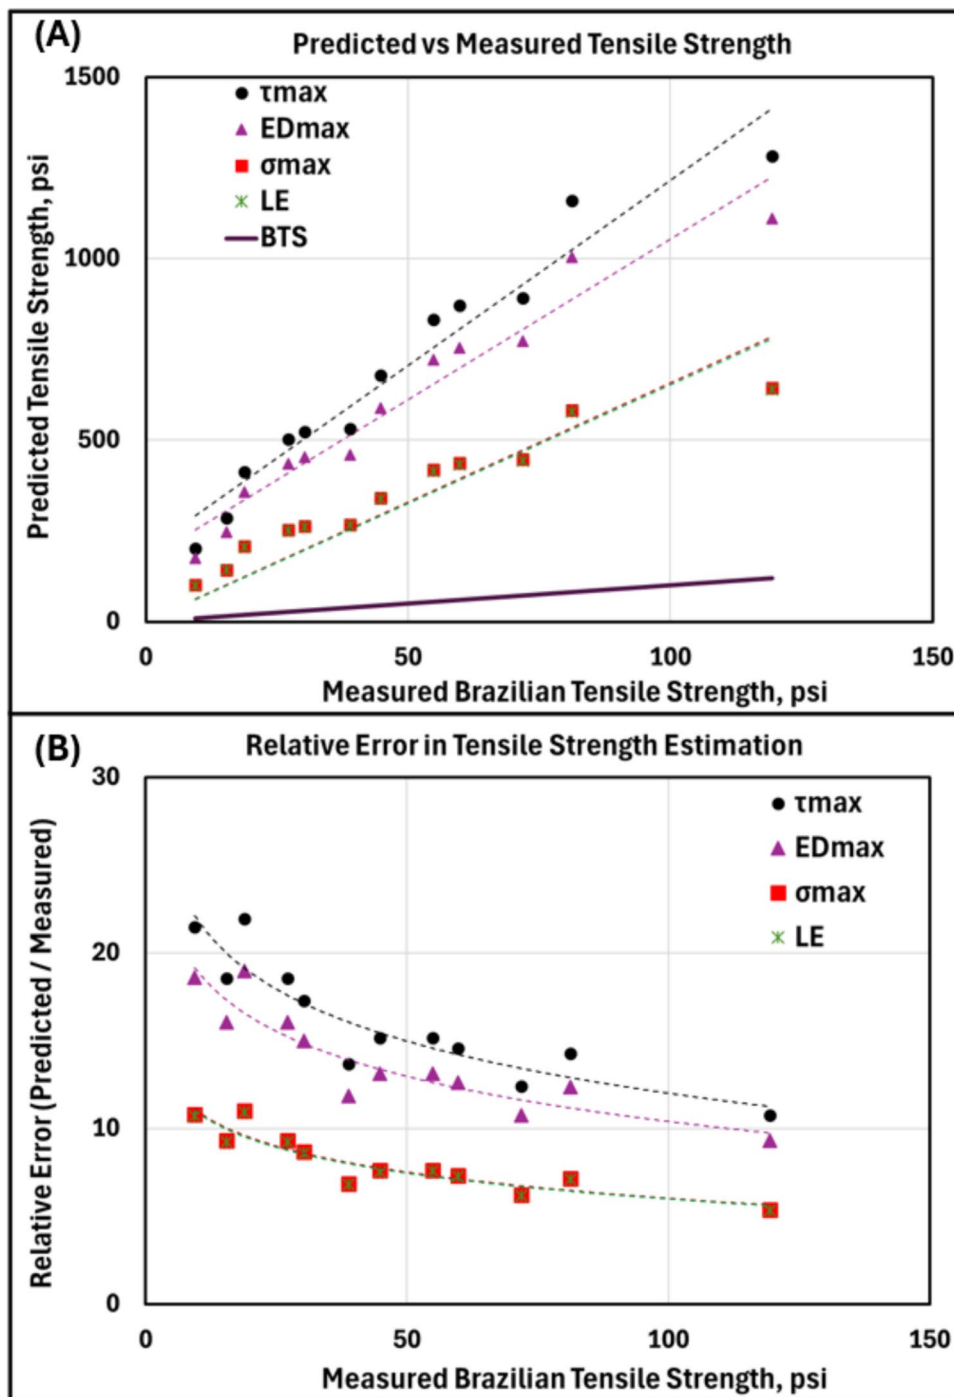 (A)
Predicted vs Measured Tensile Strength
1500
1000
500
0
Predicted Tensile Strength, psi
τmax
EDmax
σmax
LE
BTS
0 50 100 150
Measured Brazilian Tensile Strength, psi
(B)
Relative Error in Tensile Strength Estimation
30
20
10
0
Relative Error (Predicted / Measured)
τmax
EDmax
σmax
LE
0 50 100 150
Measured Brazilian Tensile Strength, psi